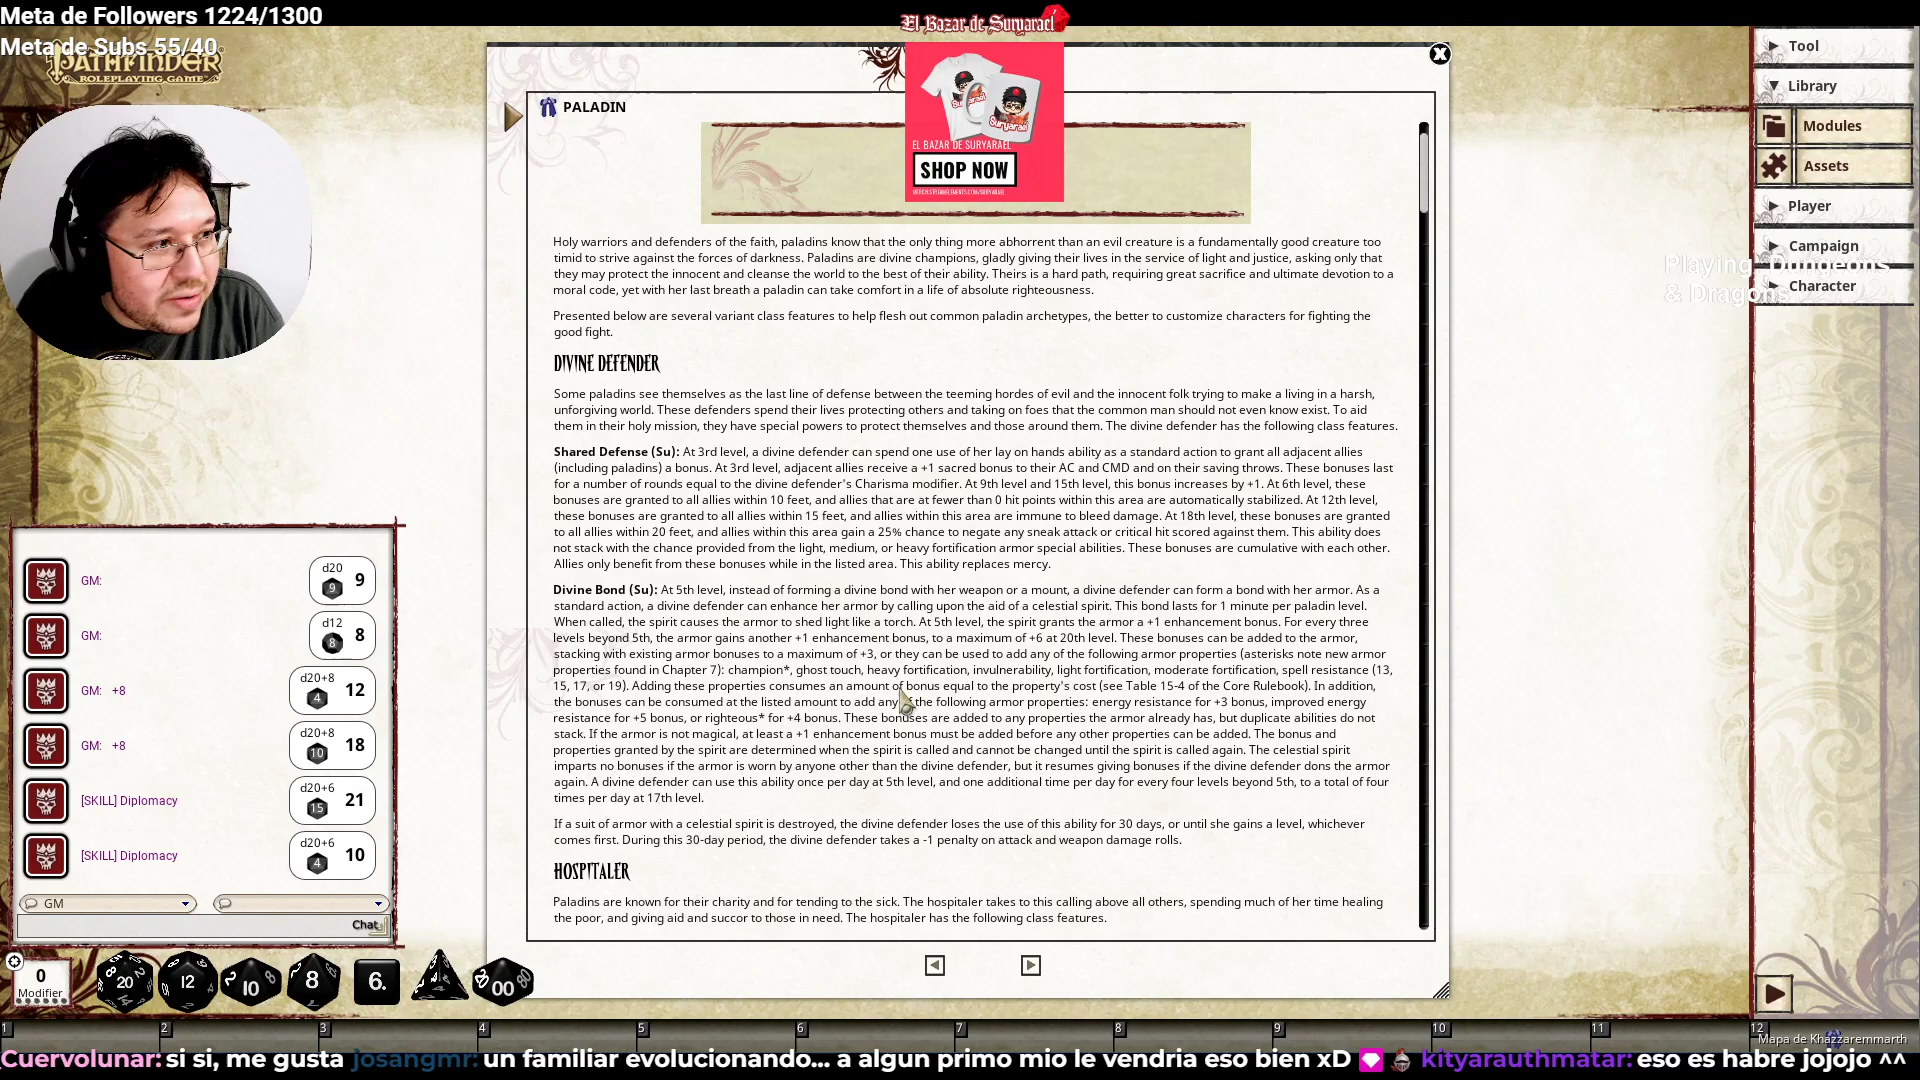 Meta de Followers 1224/1300
Meta de Subs 55/40
PATHFINDER
ROLEPLAYING GAME
El Bazar de Suryarael
Suryarael
EL BAZAR DE SURYARAEL
SHOP NOW
PALADIN
Holy warriors and defenders of the faith, paladins know that the only thing more abhorrent than an evil creature is a fundamentally good creature too
timid to strive against the forces of darkness. Paladins are divine champions, gladly giving their lives in the service of light and justice, asking only that
they may protect the innocent and cleanse the world to the best of their ability. Theirs is a hard path, requiring great sacrifice and ultimate devotion to a
moral code, yet with her last breath a paladin can take comfort in a life of absolute righteousness.
Presented below are several variant class features to help flesh out common paladin archetypes, the better to customize characters for fighting the
good fight.
DIVINE DEFENDER
Some paladins see themselves as the last line of defense between the teeming hordes of evil and the innocent folk trying to make a living in a harsh,
unforgiving world. These defenders spend their lives protecting others and taking on foes that the common man should not even know exist. To aid
them in their holy mission, they have special powers to protect themselves and those around them. The divine defender has the following class features.
Shared Defense (Su): At 3rd level, a divine defender can spend one use of her lay on hands ability as a standard action to grant all adjacent allies
(including paladins) a bonus. At 3rd level, adjacent allies receive a +1 sacred bonus to their AC and CMD and on their saving throws. These bonuses last
for a number of rounds equal to the divine defender's Charisma modifier. At 9th level and 15th level, this bonus increases by +1. At 6th level, these
bonuses are granted to all allies within 10 feet, and allies that are at fewer than 0 hit points within this area are automatically stabilized. At 12th level,
these bonuses are granted to all allies within 15 feet, and allies within this area are immune to bleed damage. At 18th level, these bonuses are granted
to all allies within 20 feet, and allies within this area gain a 25% chance to negate any sneak attack or critical hit scored against them. This ability does
not stack with the chance provided from the light, medium, or heavy fortification armor special abilities. These bonuses are cumulative with each other.
Allies only benefit from these bonuses while in the listed area. This ability replaces mercy.
Divine Bond (Su): At 5th level, instead of forming a divine bond with her weapon or a mount, a divine defender can form a bond with her armor. As a
standard action, a divine defender can enhance her armor by calling upon the aid of a celestial spirit. This bond lasts for 1 minute per paladin level.
When called, the spirit causes the armor to shed light like a torch. At 5th level, the spirit grants the armor a +1 enhancement bonus. For every three
levels beyond 5th, the armor gains another +1 enhancement bonus, to a maximum of +6 at 20th level. These bonuses can be added to the armor,
stacking with existing armor bonuses to a maximum of +3, or they can be used to add any of the following armor properties (asterisks note new armor
properties found in Chapter 7): champion*, ghost touch, heavy fortification, invulnerability, light fortification, moderate fortification, spell resistance (13,
15, 17, or 19). Adding these properties consumes an amount of bonus equal to the property's cost (see Table 15-4 of the Core Rulebook). In addition,
the bonuses can be consumed at the listed amount to add any of the following armor properties: energy resistance for +3 bonus, improved energy
resistance for +5 bonus, or righteous* for +4 bonus. These bonuses are added to any properties the armor already has, but duplicate abilities do not
stack. If the armor is not magical, at least a +1 enhancement bonus must be added before any other properties can be added. The bonus and
properties granted by the spirit are determined when the spirit is called and cannot be changed until the spirit is called again. The celestial spirit
imparts no bonuses if the armor is worn by anyone other than the divine defender, but it resumes giving bonuses if the divine defender dons the armor
again. A divine defender can use this ability once per day at 5th level, and one additional time per day for every four levels beyond 5th, to a total of four
times per day at 17th level.
If a suit of armor with a celestial spirit is destroyed, the divine defender loses the use of this ability for 30 days, or until she gains a level, whichever
comes first. During this 30-day period, the divine defender takes a -1 penalty on attack and weapon damage rolls.
HOSPITALER
Paladins are known for their charity and for tending to the sick. The hospitaler takes to this calling above all others, spending much of her time healing
the poor, and giving aid and succor to those in need. The hospitaler has the following class features.
Tool
Library
Modules
Assets
Player
Campaign
Character
Playing: Dungeons
& Dragons
GM: d20 9 9
GM: d12 8 8
GM: +8 d20+8 4 12
GM: +8 d20+8 10 18
[SKILL] Diplomacy d20+6 15 21
[SKILL] Diplomacy d20+6 4 10
GM
Chat
0
Modifier
20 12 10 8 6. 4 00
1 2 3 4 5 6 7 8 9 10 11 12
Mapa de Khazzaremmarth
Cuervolunar: si si, me gusta josangmr: un familiar evolucionando... a algun primo mio le vendria eso bien xD kityarauthmatar: eso es habre jojojo ^^